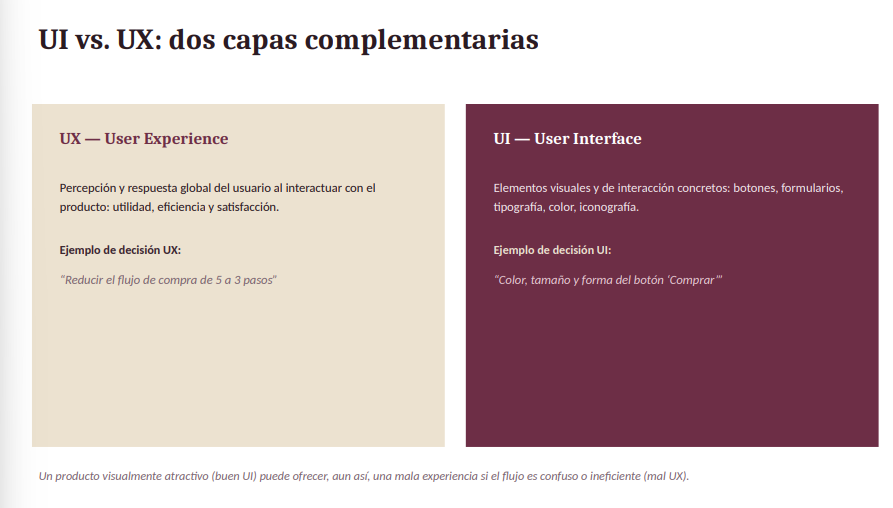 UI vs. UX: dos capas complementarias
UX — User Experience
Percepción y respuesta global del usuario al interactuar con el
producto: utilidad, eficiencia y satisfacción.
Ejemplo de decisión UX:
“Reducir el flujo de compra de 5 a 3 pasos”
UI — User Interface
Elementos visuales y de interacción concretos: botones, formularios,
tipografía, color, iconografía.
Ejemplo de decisión UI:
“Color, tamaño y forma del botón ‘Comprar’”
Un producto visualmente atractivo (buen UI) puede ofrecer, aun así, una mala experiencia si el flujo es confuso o ineficiente (mal UX).